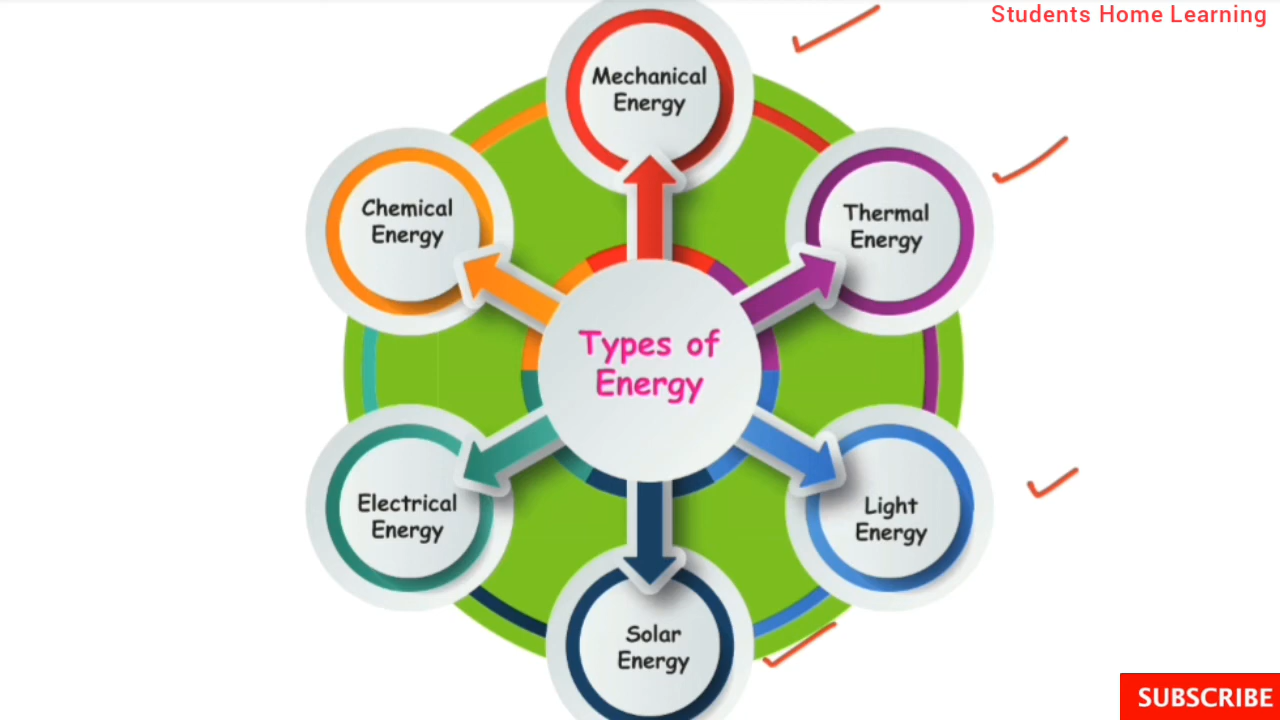 Students Home Learning
Mechanical
Energy
Chemical
Energy
Thermal
Energy
Types of
Energy
Electrical
Energy
Light
Energy
Solar
Energy
SUBSCRIBE